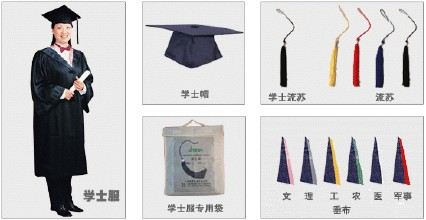 学士服
学士帽
学士流苏
流苏
学士服专用袋
文 理 工 农 医 军事
垂布